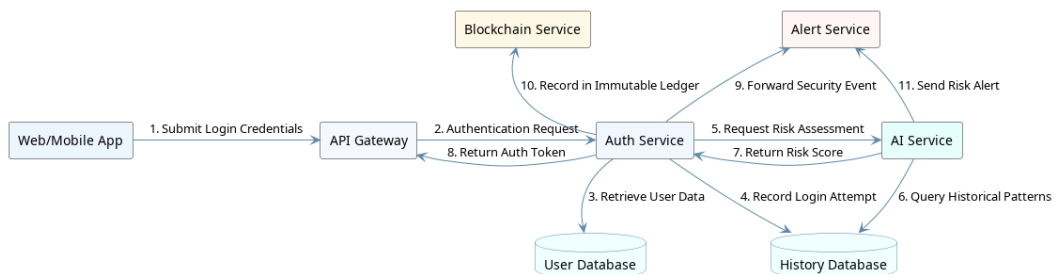 Blockchain Service
Alert Service
10. Record in Immutable Ledger
9. Forward Security Event
11. Send Risk Alert
1. Submit Login Credentials
2. Authentication Request
5. Request Risk Assessment
Web/Mobile App
API Gateway
Auth Service
AI Service
8. Return Auth Token
7. Return Risk Score
3. Retrieve User Data
4. Record Login Attempt
6. Query Historical Patterns
User Database
History Database